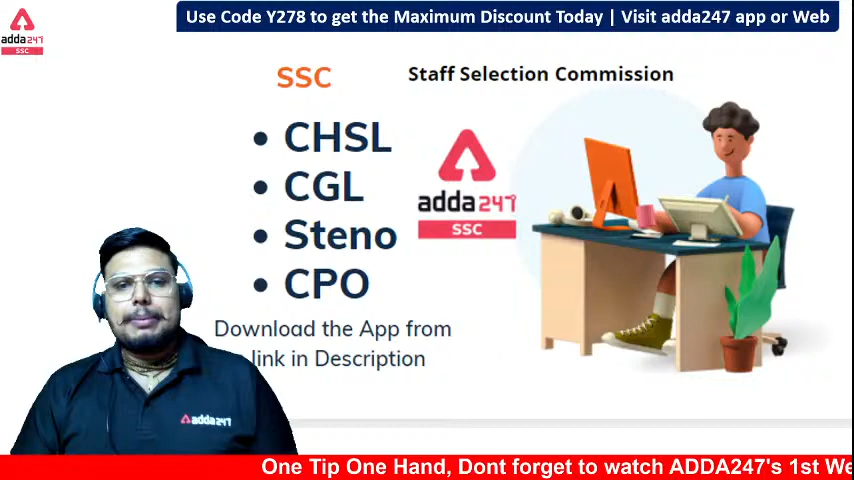 Use Code Y278 to get the Maximum Discount Today | Visit adda247 app or Web
adda247
SSC
SSC
Staff Selection Commission
• CHSL
• CGL
• Steno
• CPO
adda247
SSC
Download the App from
link in Description
adda247
One Tip One Hand, Dont forget to watch ADDA247's 1st We